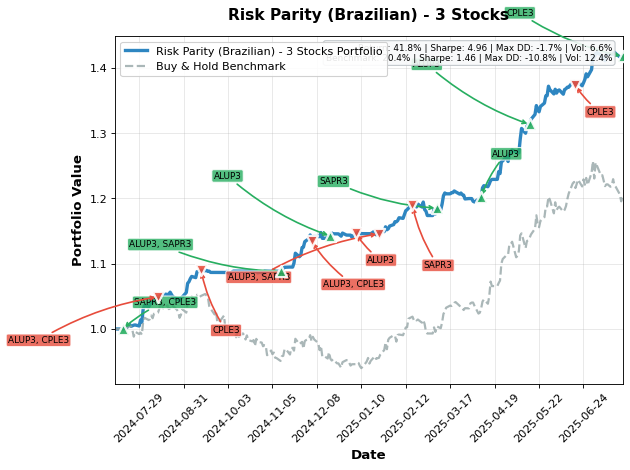 Risk Parity (Brazilian) - 3 Stocks
CPLE3
Risk Parity (Brazilian) - 3 Stocks Portfolio
Buy & Hold Benchmark
: 41.8% | Sharpe: 4.96 | Max DD: -1.7% | Vol: 6.6%
0.4% | Sharpe: 1.46 | Max DD: -10.8% | Vol: 12.4%
CPLE3
ALUP3
ALUP3
SAPR3
ALUP3, SAPR3
ALUP3
SAPR3
ALUP3, CPLE3
SAPR3, CPLE3
CPLE3
ALUP3, CPLE3
Portfolio Value
1.4
1.3
1.2
1.1
1.0
2024-07-29
2024-08-31
2024-10-03
2024-11-05
2024-12-08
2025-01-10
2025-02-12
2025-03-17
2025-04-19
2025-05-22
2025-06-24
Date